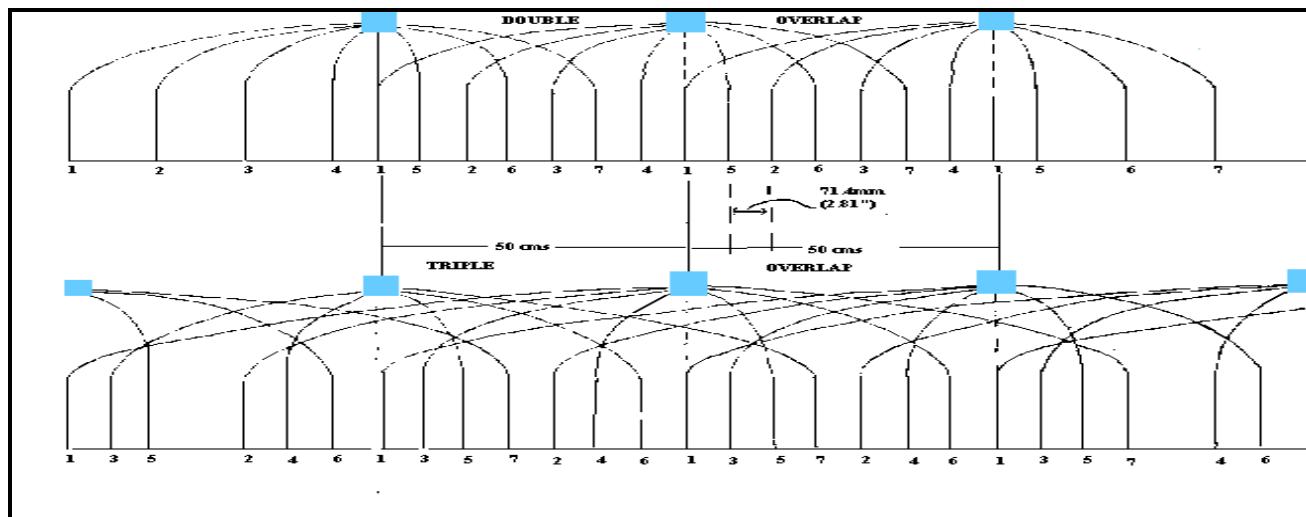 DOUBLE OVERLAP
1 2 3 4 1 5 2 6 3 7 4 1 5 2 6 3 7 4 1 5 6 7
71.4mm
(2.81")
50 cms 50 cms
TRIPLE OVERLAP
1 3 5 2 4 6 1 3 5 7 2 4 6 1 3 5 7 2 4 6 1 3 5 7 4 6